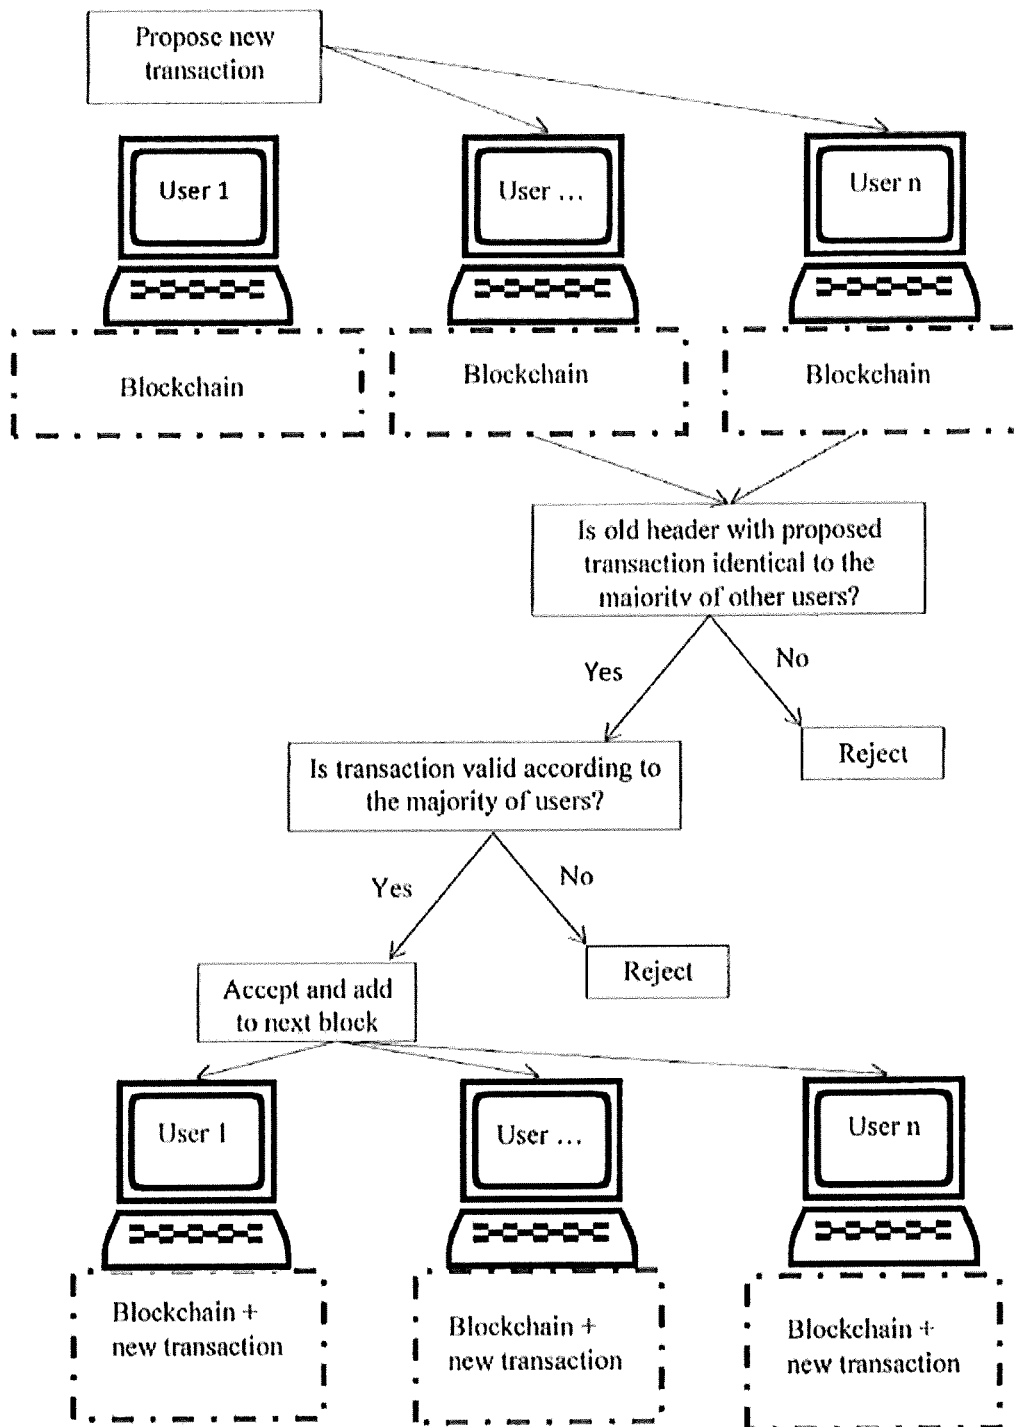 Propose new
transaction
User 1
User ...
User n
Blockchain
Blockchain
Blockchain
Is old header with proposed
transaction identical to the
majority of other users?
Yes
No
Reject
Is transaction valid according to
the majority of users?
Yes
No
Reject
Accept and add
to next block
User 1
User ...
User n
Blockchain +
new transaction
Blockchain +
new transaction
Blockchain +
new transaction